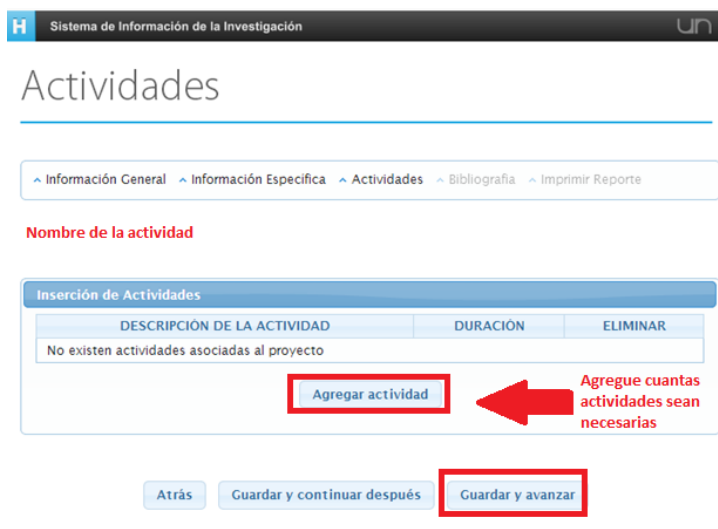 H Sistema de Información de la Investigación un
Actividades
Información General Información Especifica Actividades Bibliografia Imprimir Reporte
Nombre de la actividad
Inserción de Actividades
DESCRIPCIÓN DE LA ACTIVIDAD DURACIÓN ELIMINAR
No existen actividades asociadas al proyecto
Agregar actividad
Agregue cuantas
actividades sean
necesarias
Atrás Guardar y continuar después Guardar y avanzar